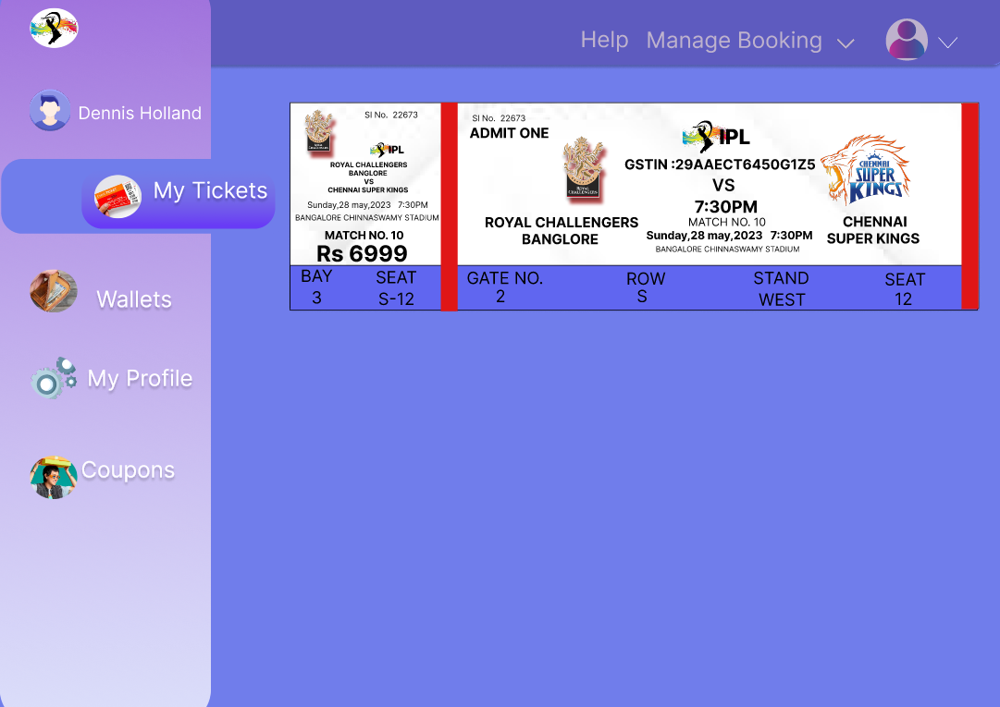 Help Manage Booking
Dennis Holland
My Tickets
Wallets
My Profile
Coupons
SI No. 22673
IPL
ROYAL CHALLENGERS
BANGLORE
VS
CHENNAI SUPER KINGS
Sunday,28 may,2023 7:30PM
BANGALORE CHINNASWAMY STADIUM
MATCH NO. 10
Rs 6999
BAY
3
SEAT
S-12
SI No. 22673
ADMIT ONE
ROYAL
CHALLENGERS
ROYAL CHALLENGERS
BANGLORE
IPL
GSTIN :29AAECT6450G1Z5
VS
7:30PM
MATCH NO. 10
Sunday,28 may,2023 7:30PM
BANGALORE CHINNASWAMY STADIUM
CHENNAI
SUPER
KINGS
CHENNAI
SUPER KINGS
GATE NO.
2
ROW
S
STAND
WEST
SEAT
12